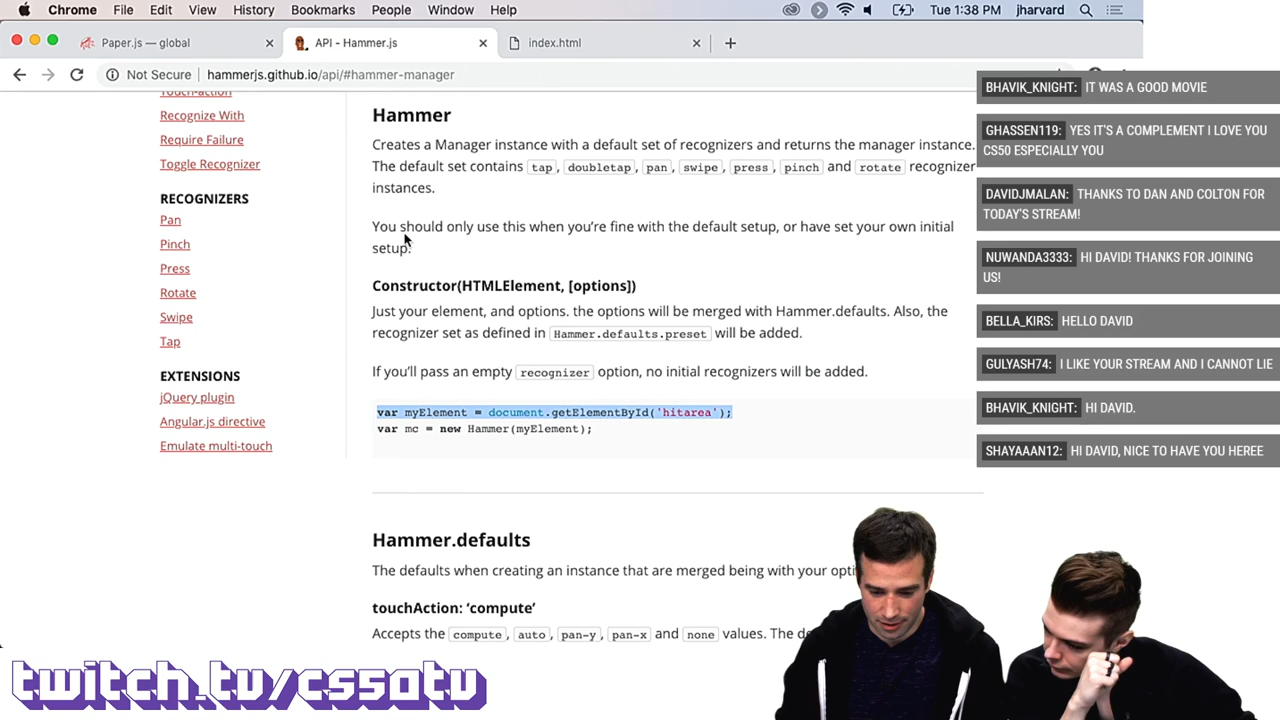 Chrome File Edit View History Bookmarks People Window Help Tue 1:38 PM jharvard
Paper.js — global
API - Hammer.js
index.html
Not Secure hammerjs.github.io/api/#hammer-manager
Touch-action
Recognize With
Require Failure
Toggle Recognizer
RECOGNIZERS
Pan
Pinch
Press
Rotate
Swipe
Tap
EXTENSIONS
jQuery plugin
Angular.js directive
Emulate multi-touch
Hammer
Creates a Manager instance with a default set of recognizers and returns the manager instance.
The default set contains tap, doubletap, pan, swipe, press, pinch and rotate recognizer
instances.
You should only use this when you’re fine with the default setup, or have set your own initial
setup.
Constructor(HTMLElement, [options])
Just your element, and options. the options will be merged with Hammer.defaults. Also, the
recognizer set as defined in Hammer.defaults.preset will be added.
If you’ll pass an empty recognizer option, no initial recognizers will be added.
var myElement = document.getElementById('hitarea');
var mc = new Hammer(myElement);
Hammer.defaults
The defaults when creating an instance that are merged being with your
touchAction: ‘compute’
Accepts the compute, auto, pan-y, pan-x and none values. The
BHAVIK_KNIGHT: IT WAS A GOOD MOVIE
GHASSEN119: YES IT'S A COMPLEMENT I LOVE YOU
CS50 ESPECIALLY YOU
DAVIDJMALAN: THANKS TO DAN AND COLTON FOR
TODAY'S STREAM!
NUWANDA3333: HI DAVID! THANKS FOR JOINING
US!
BELLA_KIRS: HELLO DAVID
GULYASH74: I LIKE YOUR STREAM AND I CANNOT LIE
BHAVIK_KNIGHT: HI DAVID.
SHAYAAAN12: HI DAVID, NICE TO HAVE YOU HEREE
twitch.tv/cs50tv